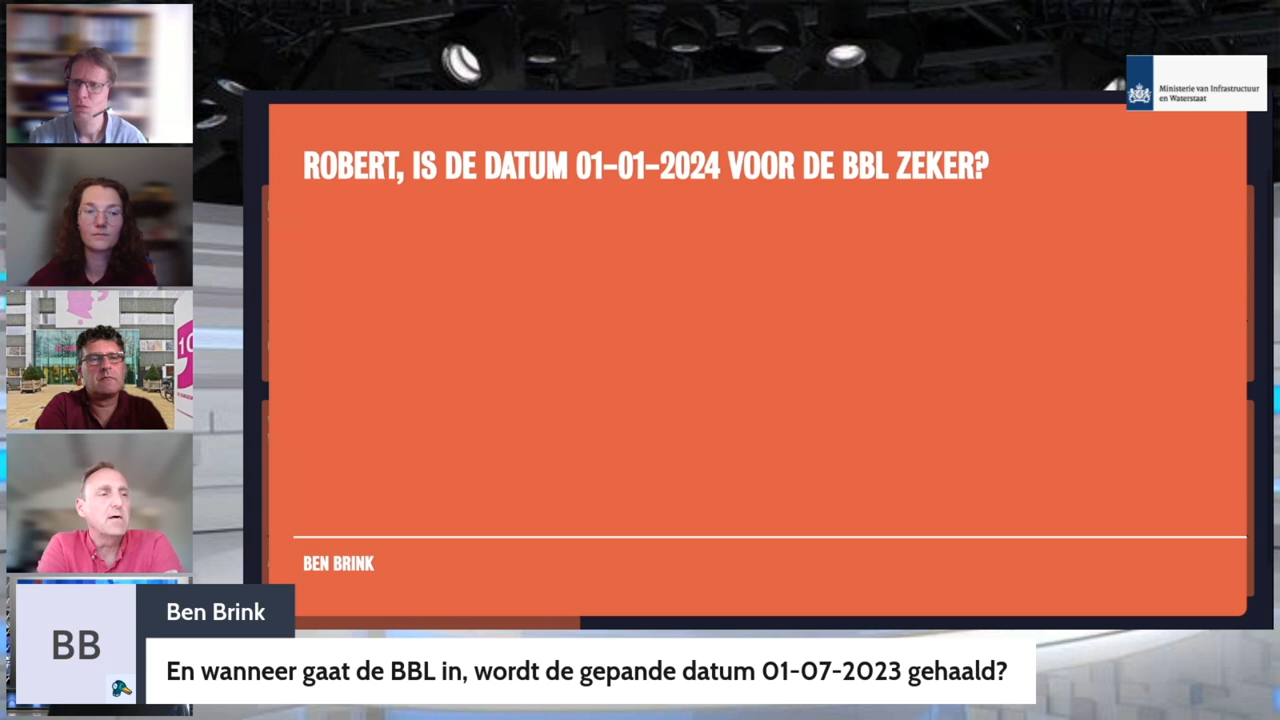 Ministerie van Infrastructuur
en Waterstaat
ROBERT, IS DE DATUM 01-01-2024 VOOR DE BBL ZEKER?
10
BEN BRINK
BB
Ben Brink
En wanneer gaat de BBL in, wordt de gepande datum 01-07-2023 gehaald?